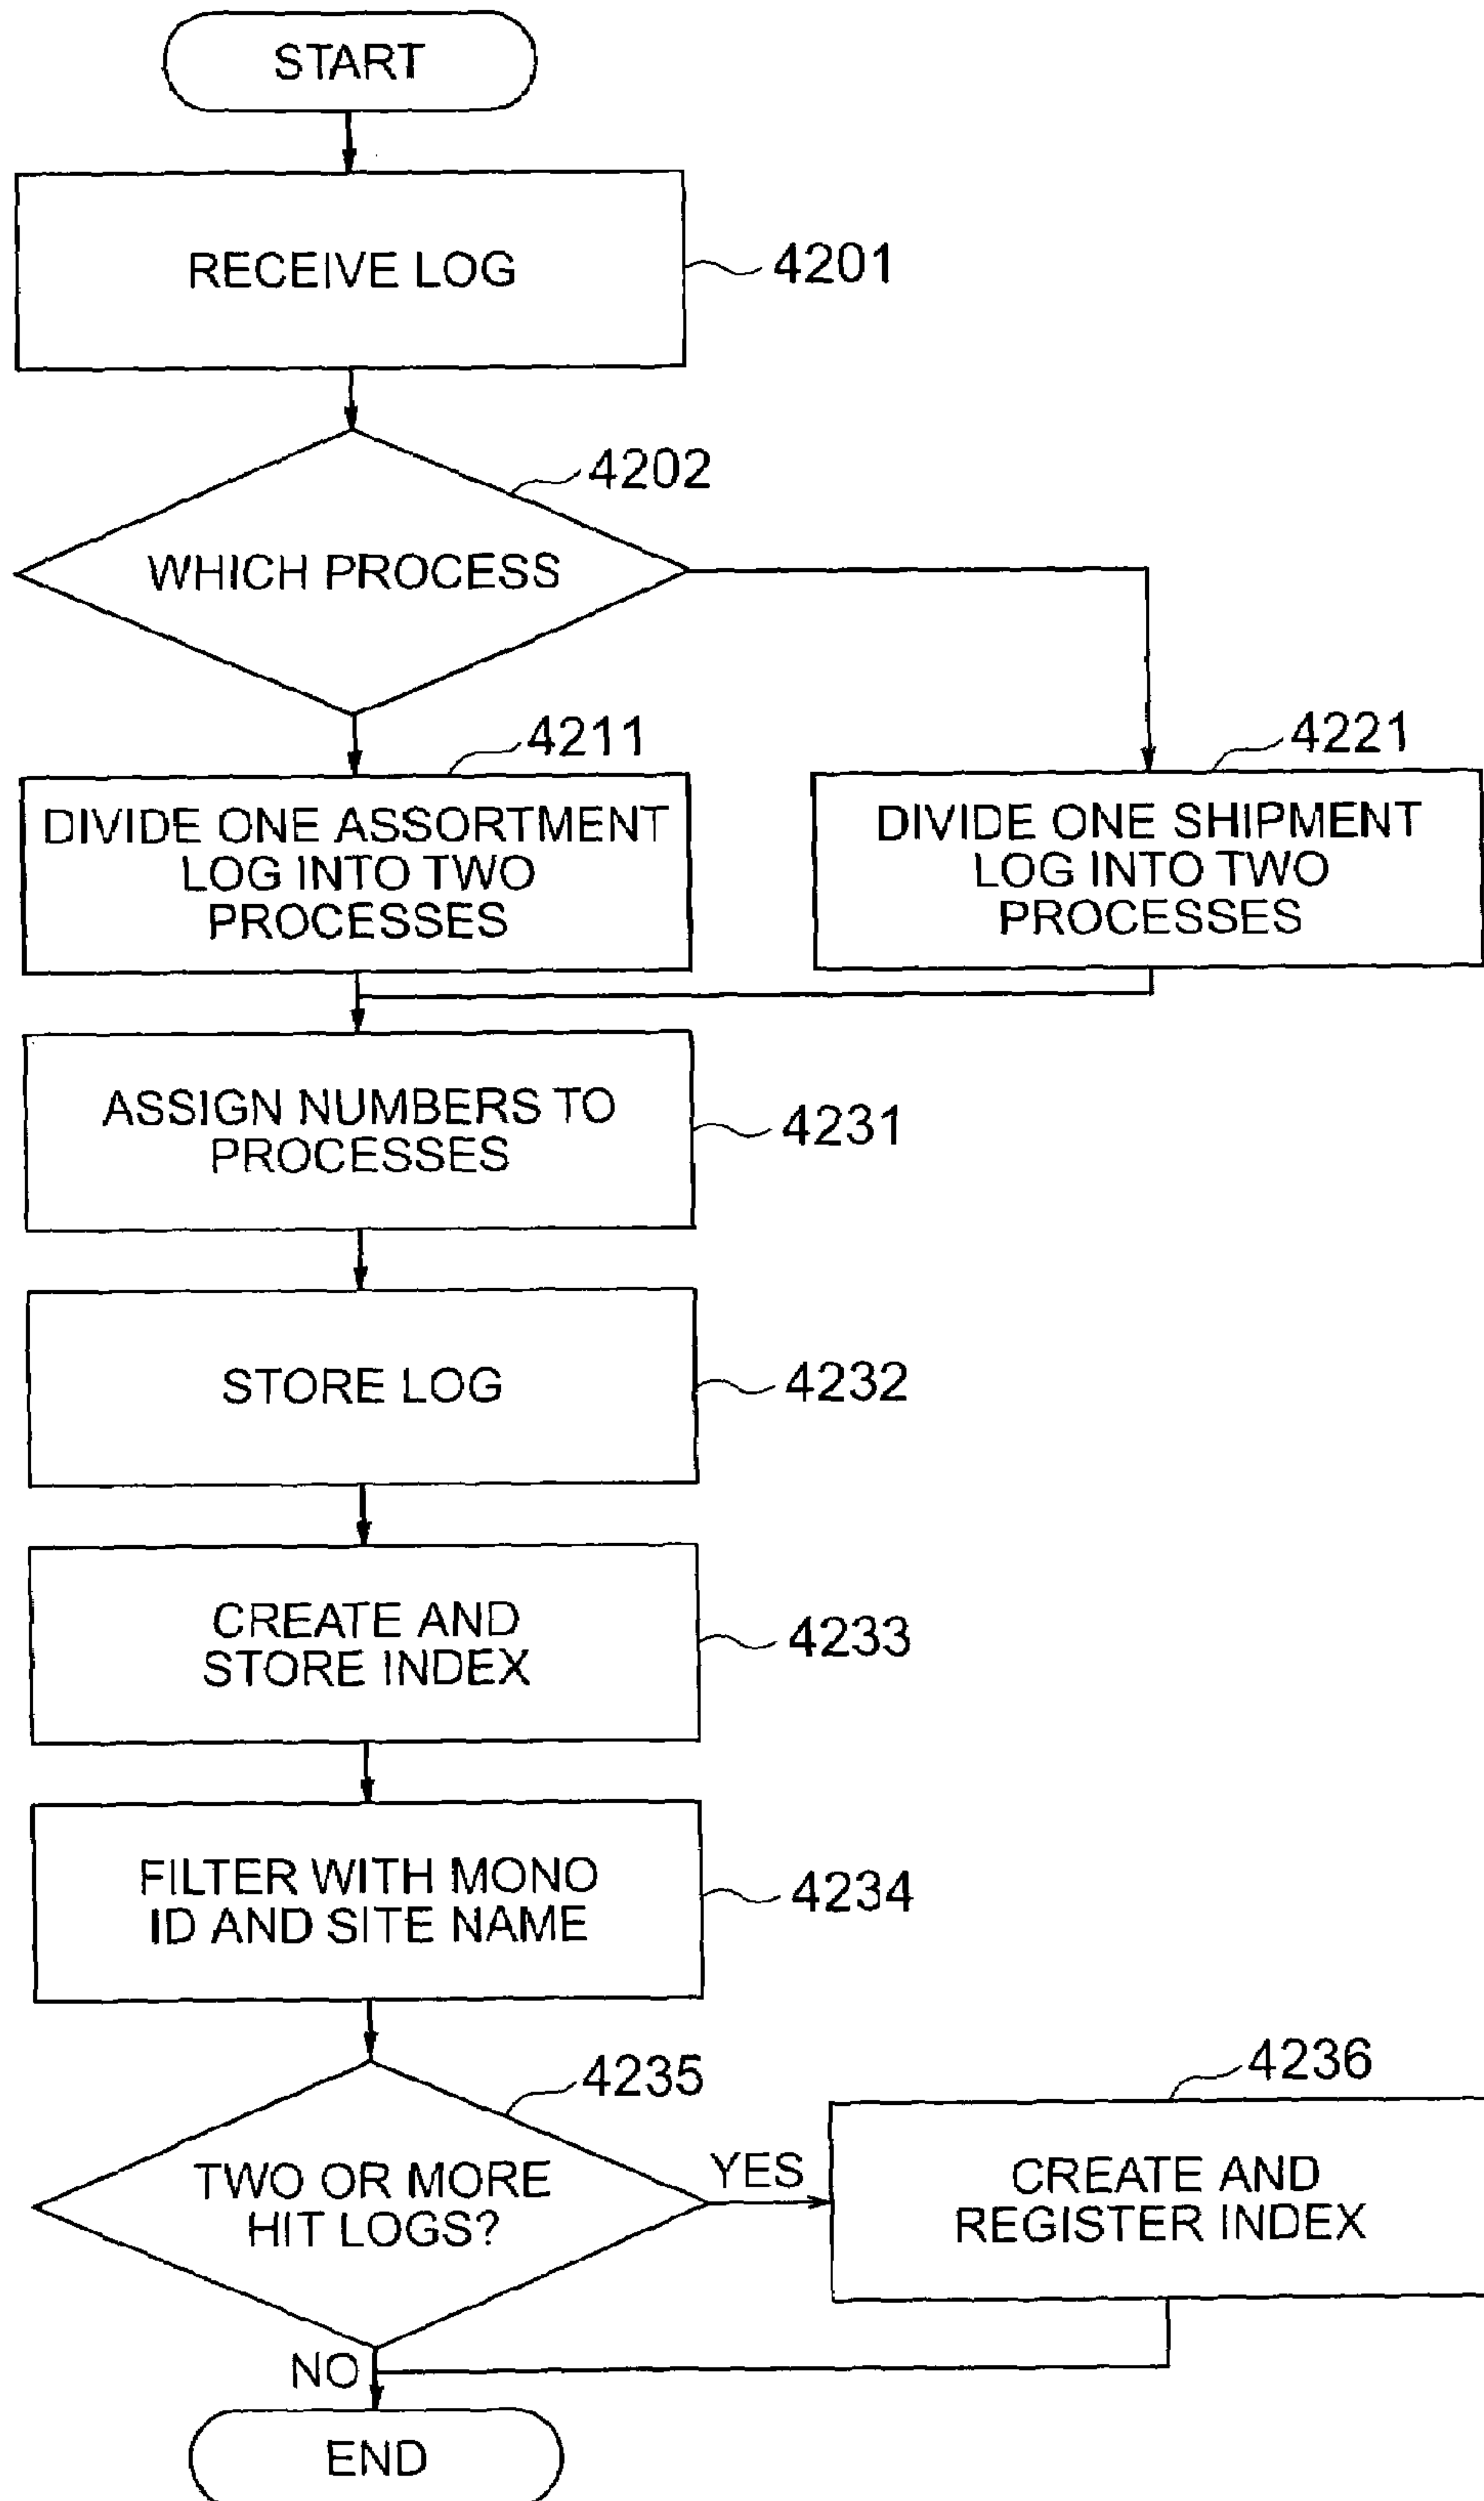 START
RECEIVE LOG
4201
4202
WHICH PROCESS
4211
DIVIDE ONE ASSORTMENT
LOG INTO TWO
PROCESSES
4221
DIVIDE ONE SHIPMENT
LOG INTO TWO
PROCESSES
ASSIGN NUMBERS TO
PROCESSES
4231
STORE LOG
4232
CREATE AND
STORE INDEX
4233
FILTER WITH MONO
ID AND SITE NAME
4234
4235
TWO OR MORE
HIT LOGS?
YES
4236
CREATE AND
REGISTER INDEX
NO
END